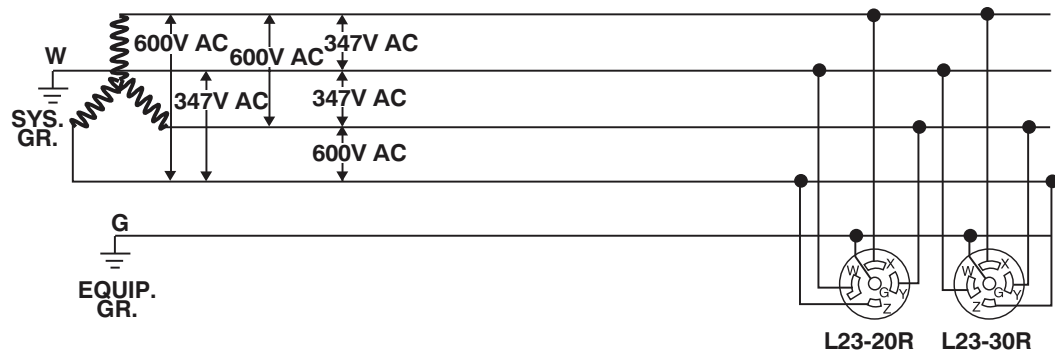 600V AC
600V AC
347V AC
W
347V AC
347V AC
SYS.
GR.
600V AC
G
EQUIP.
GR.
W X
G Y
Z
W X
G Y
Z
L23-20R L23-30R